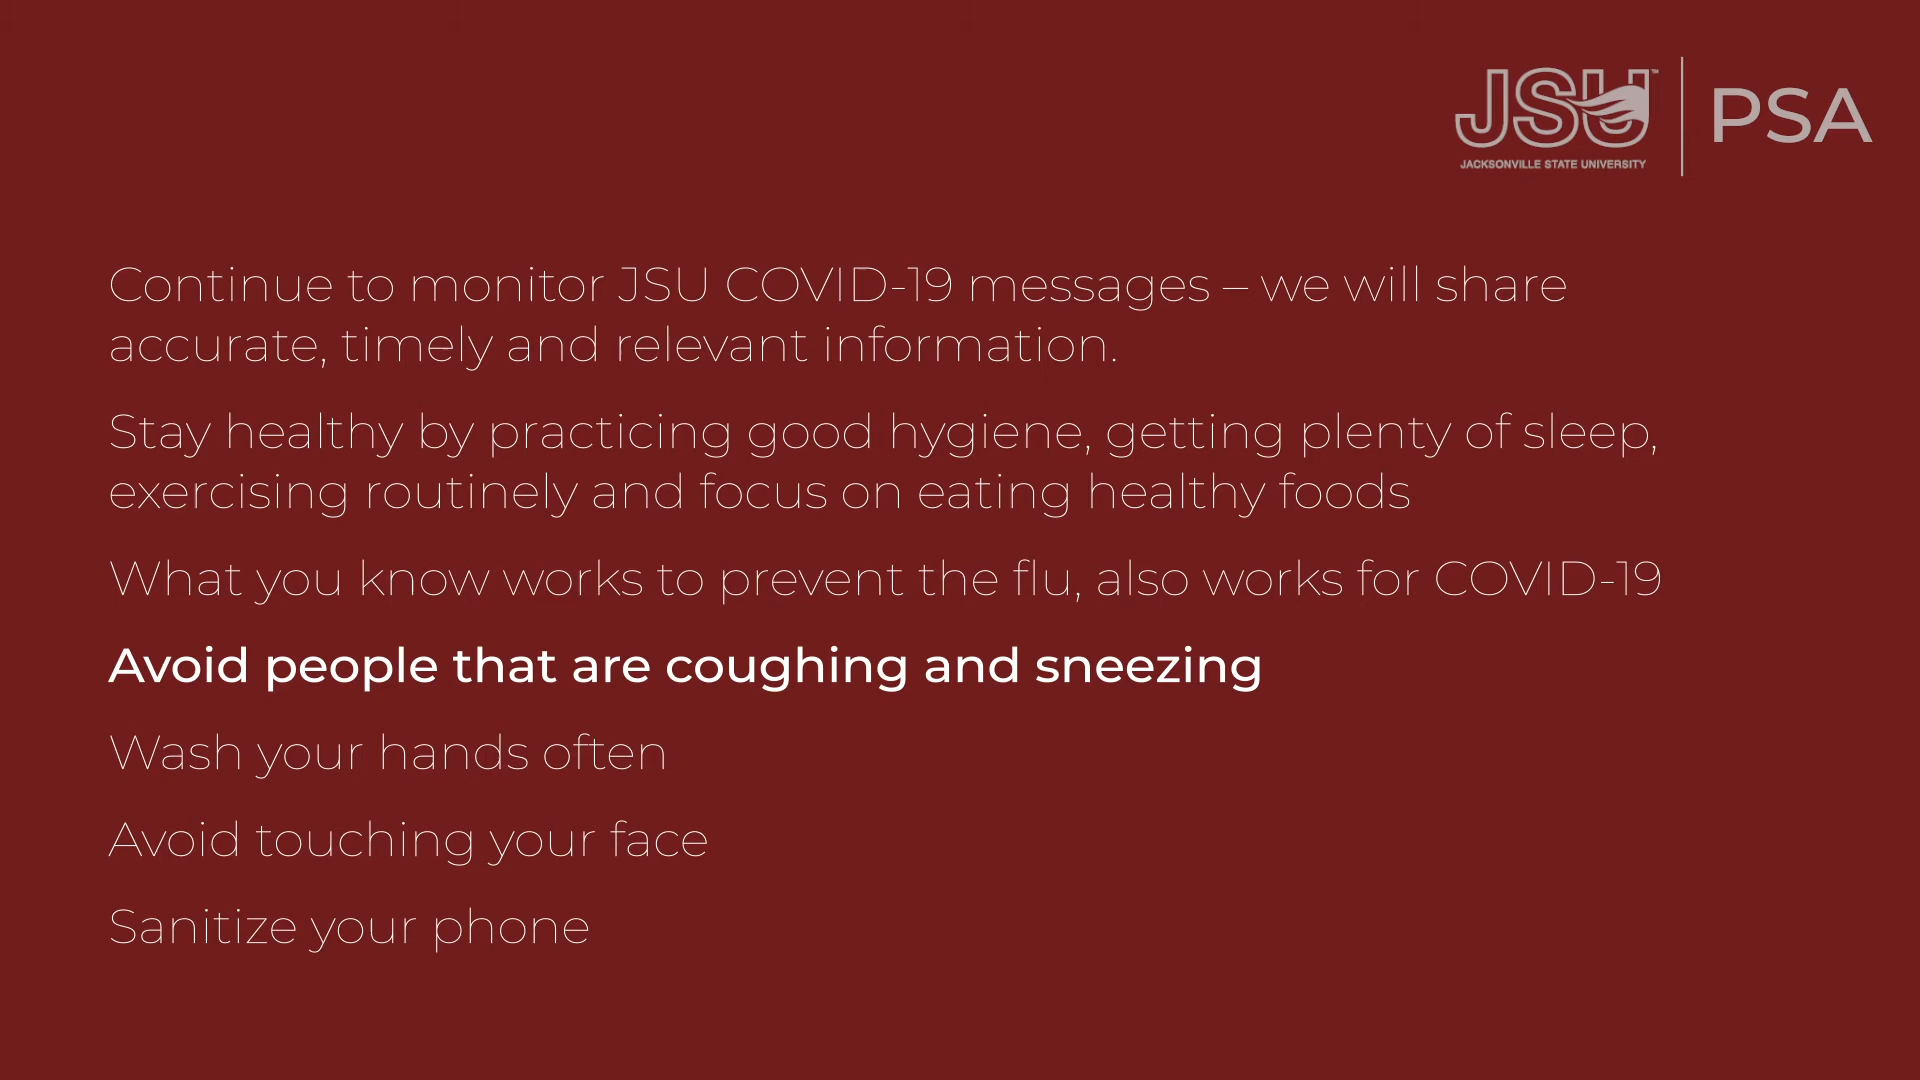 JSU™ | PSA
JACKSONVILLE STATE UNIVERSITY
Continue to monitor JSU COVID-19 messages – we will share
accurate, timely and relevant information.
Stay healthy by practicing good hygiene, getting plenty of sleep,
exercising routinely and focus on eating healthy foods
What you know works to prevent the flu, also works for COVID-19
Avoid people that are coughing and sneezing
Wash your hands often
Avoid touching your face
Sanitize your phone